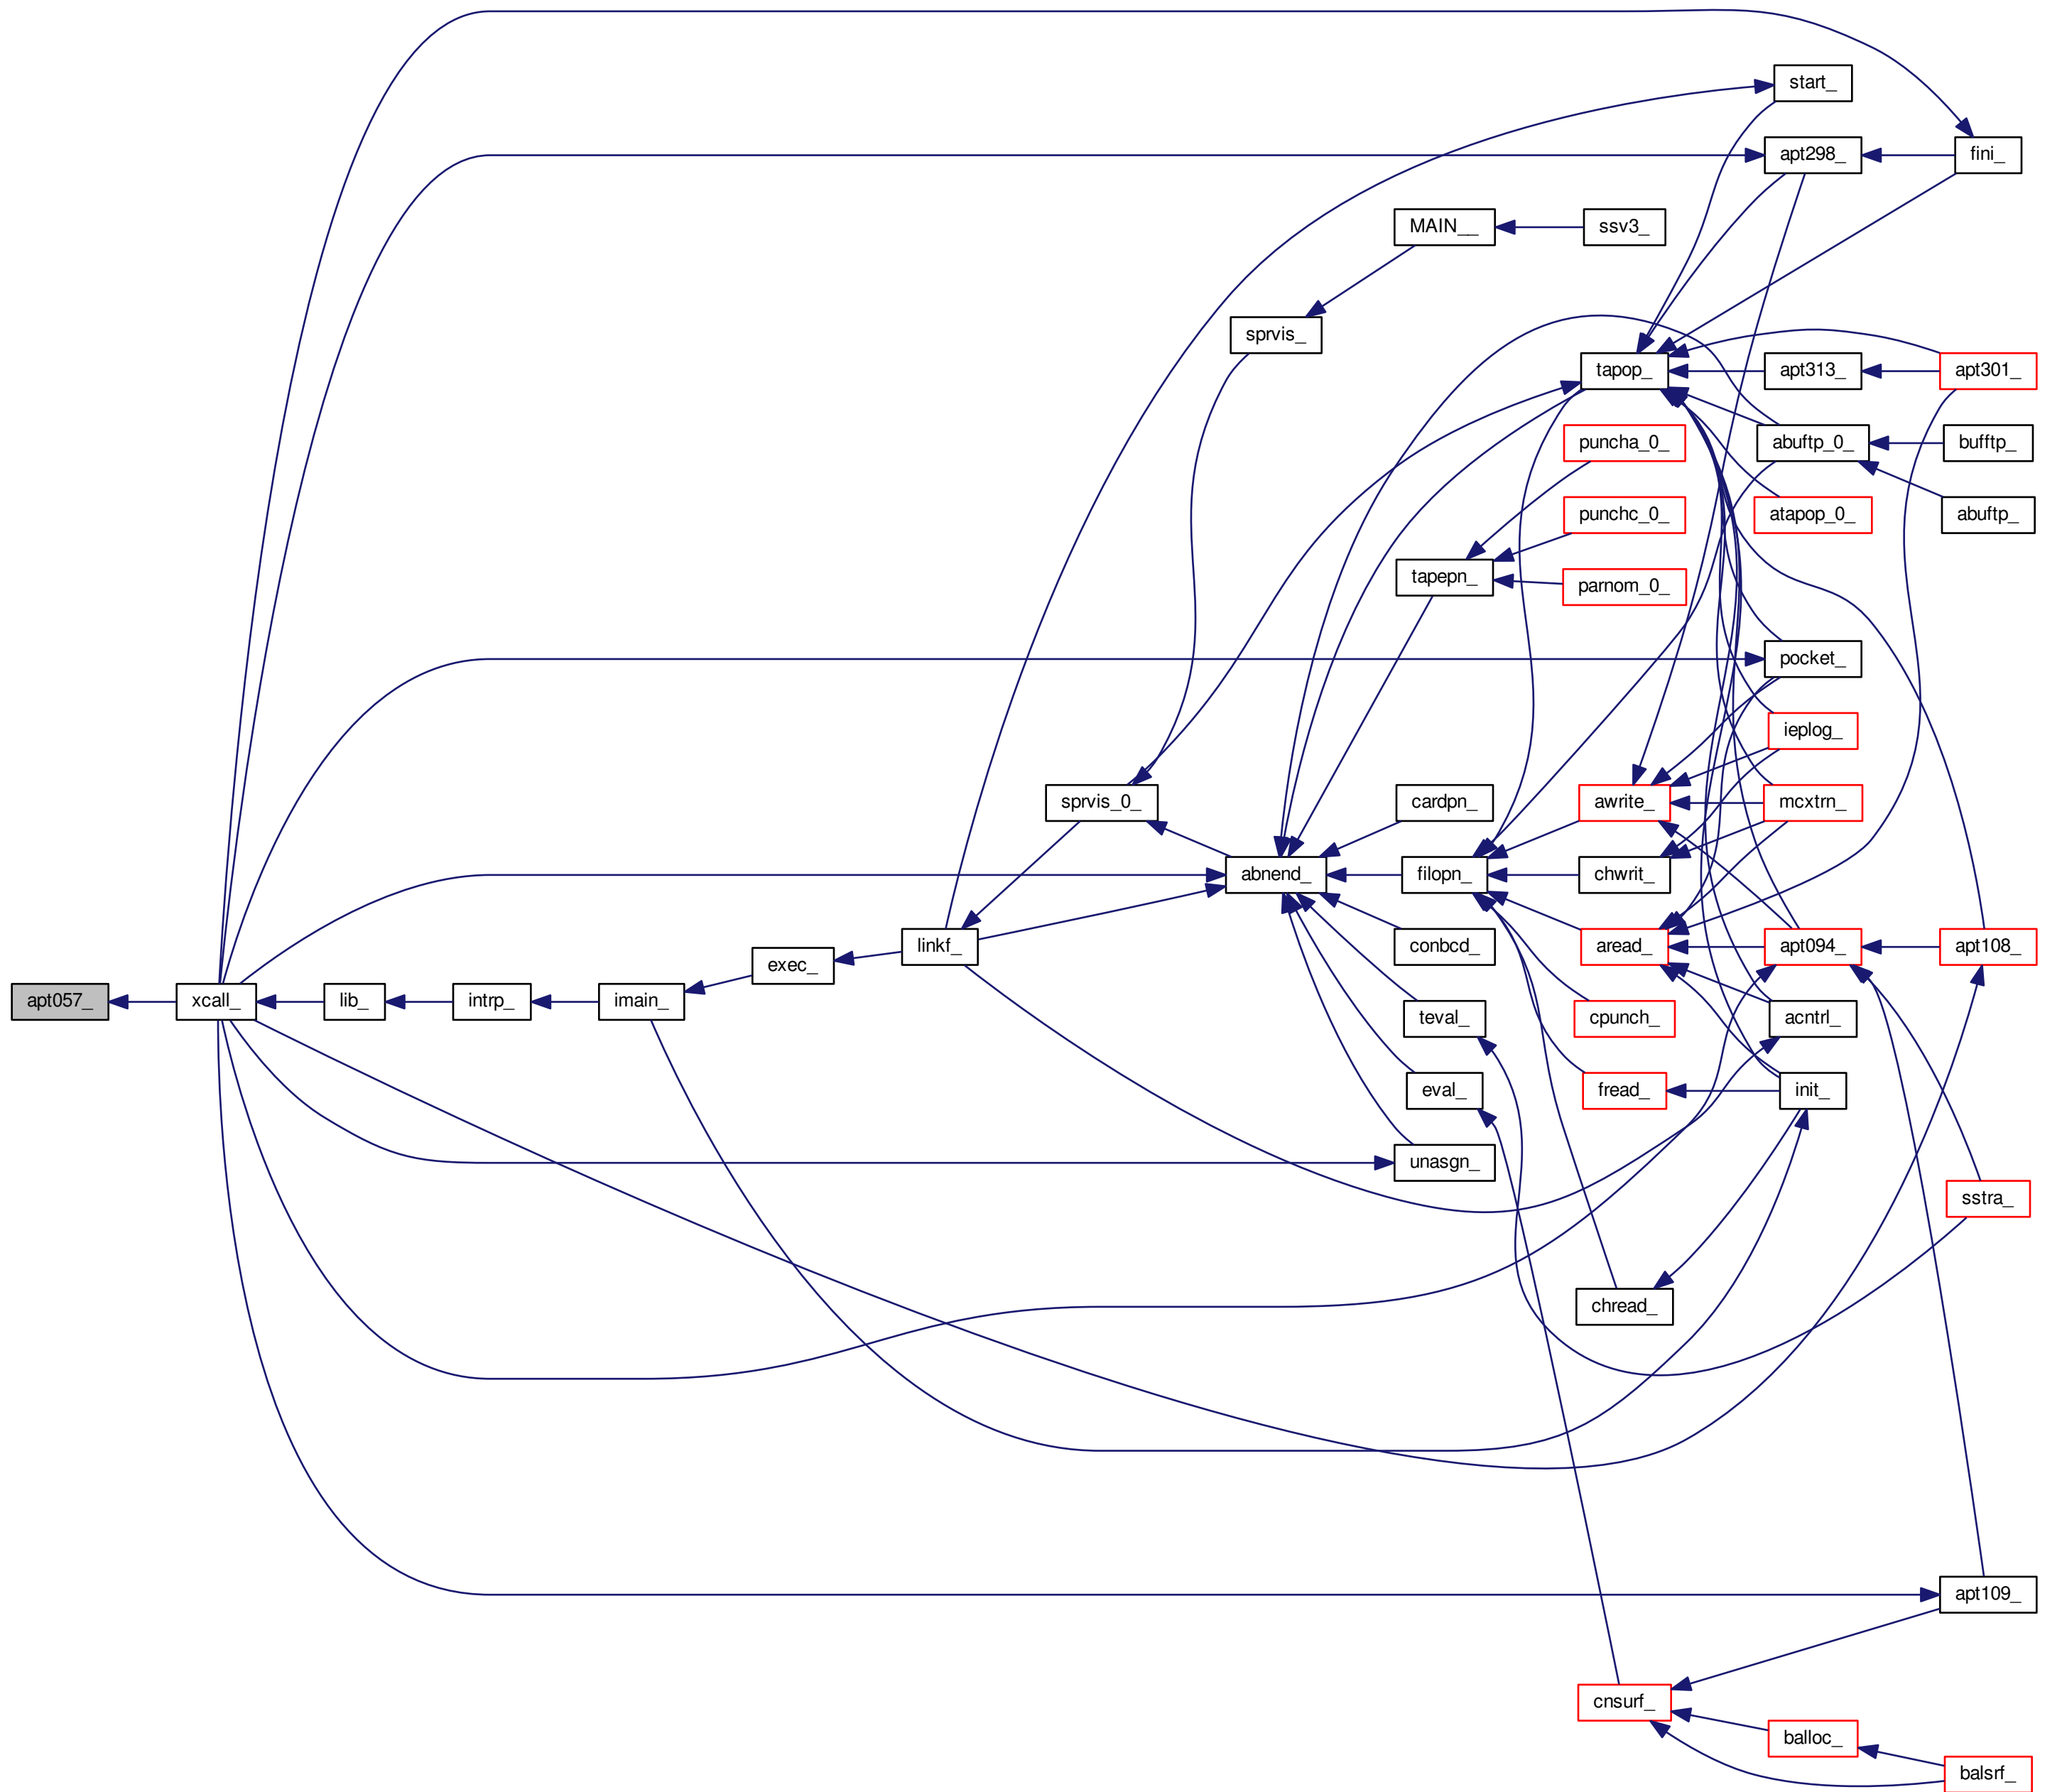 start_
apt298_
fini_
MAIN__
ssv3_
sprvis_
tapop_
apt313_
apt301_
puncha_0_
abuftp_0_
bufftp_
punchc_0_
atapop_0_
abuftp_
tapepn_
parnom_0_
pocket_
ieplog_
sprvis_0_
cardpn_
awrite_
mcxtrn_
abnend_
filopn_
chwrit_
linkf_
conbcd_
aread_
apt094_
apt108_
exec_
apt057_
xcall_
lib_
intrp_
imain_
teval_
cpunch_
acntrl_
eval_
fread_
init_
unasgn_
sstra_
chread_
apt109_
cnsurf_
balloc_
balsrf_